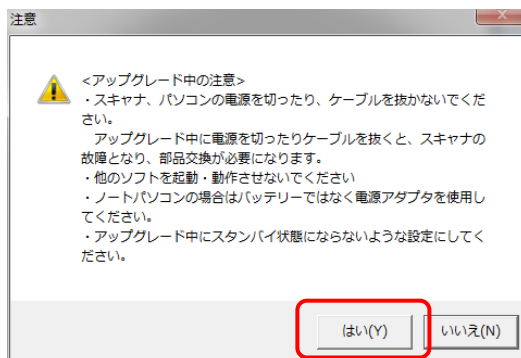 注意
<アップグレード中の注意>
・スキャナ、パソコンの電源を切ったり、ケーブルを抜かないでくだ
さい。
　アップグレード中に電源を切ったりケーブルを抜くと、スキャナの
故障となり、部品交換が必要になります。
・他のソフトを起動・動作させないでください
・ノートパソコンの場合はバッテリーではなく電源アダプタを使用し
てください。
・アップグレード中にスタンバイ状態にならないような設定にしてく
ださい。
はい(Y) いいえ(N)